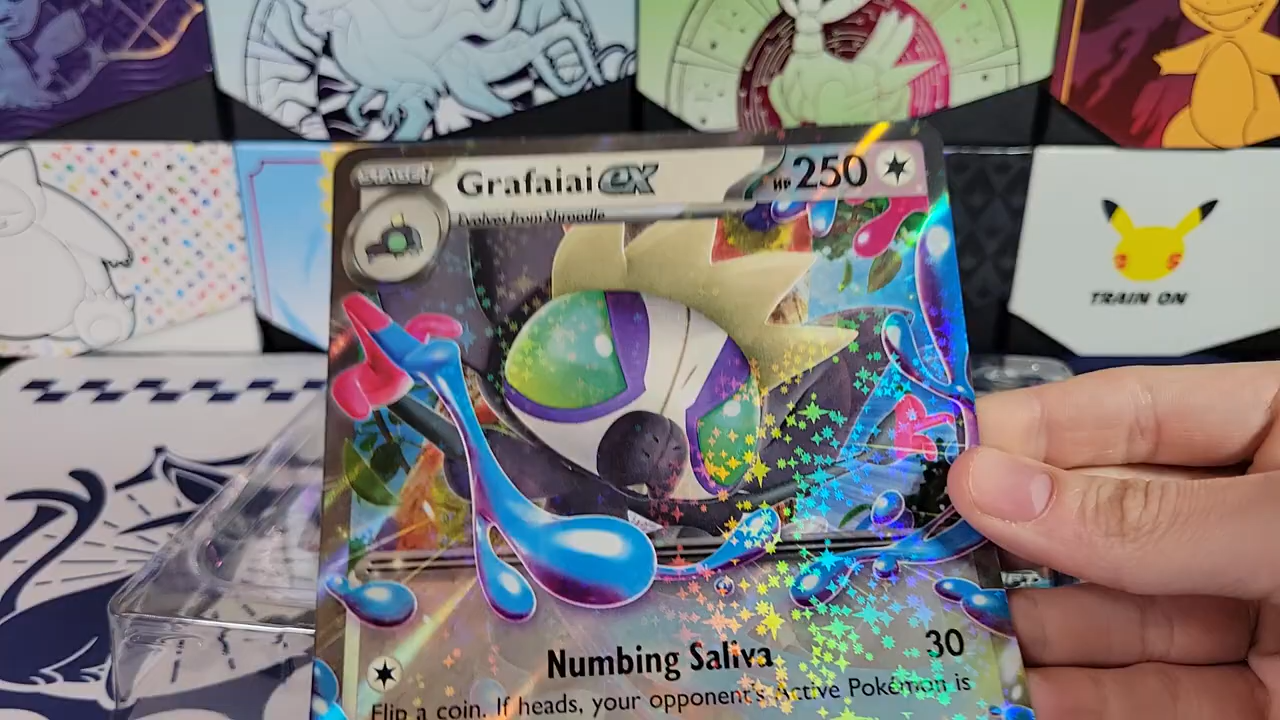 TRAIN ON
STAGE1 Grafaiai ex HP 250
Evolves from Shroodle
Numbing Saliva 30
Flip a coin. If heads, your opponent's Active Pokémon is